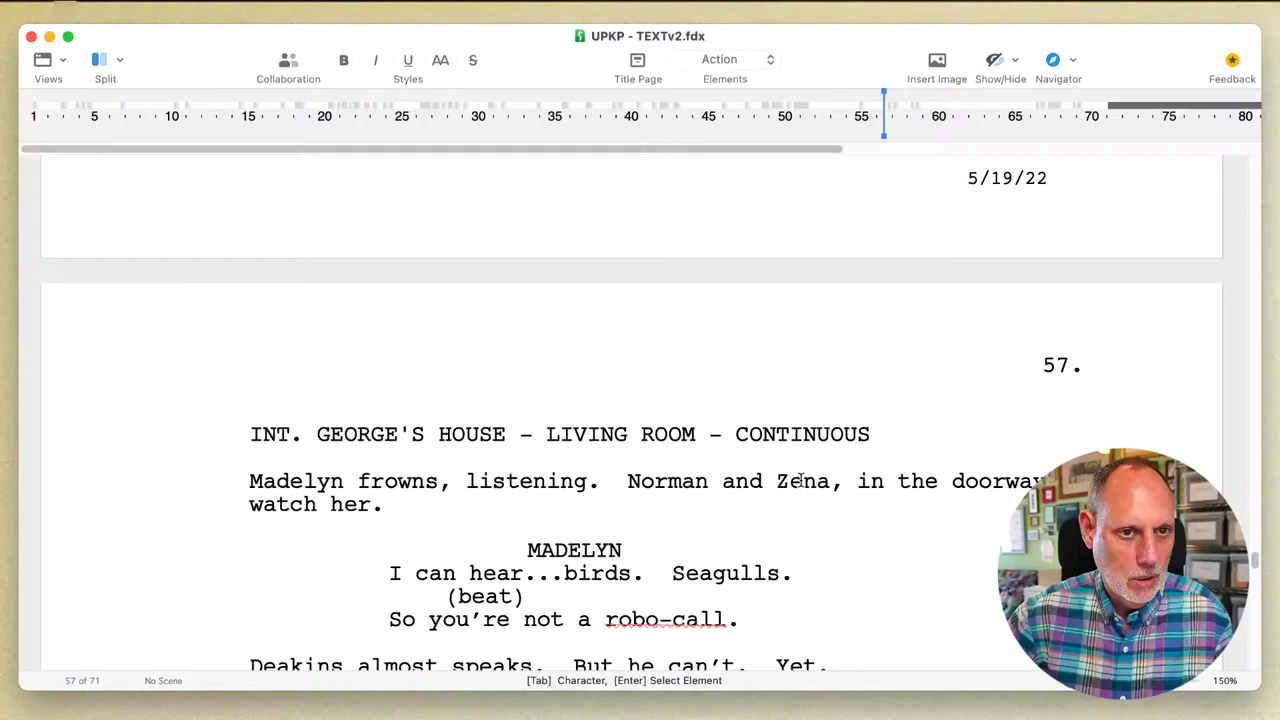 UPKP - TEXTv2.fdx
B I U AA S Action
Views Split Collaboration Styles Title Page Elements Insert Image Show/Hide Navigator Feedback
1 5 10 15 20 25 30 35 40 45 50 55 60 65 70 75 80
5/19/22
57.
INT. GEORGE'S HOUSE - LIVING ROOM - CONTINUOUS
Madelyn frowns, listening.  Norman and Zena, in the doorway
watch her.
MADELYN
I can hear...birds.  Seagulls.
(beat)
So you’re not a robo-call.
Deakins almost speaks.  But he can’t.  Yet.
57 of 71 No Scene [Tab] Character, [Enter] Select Element 150%